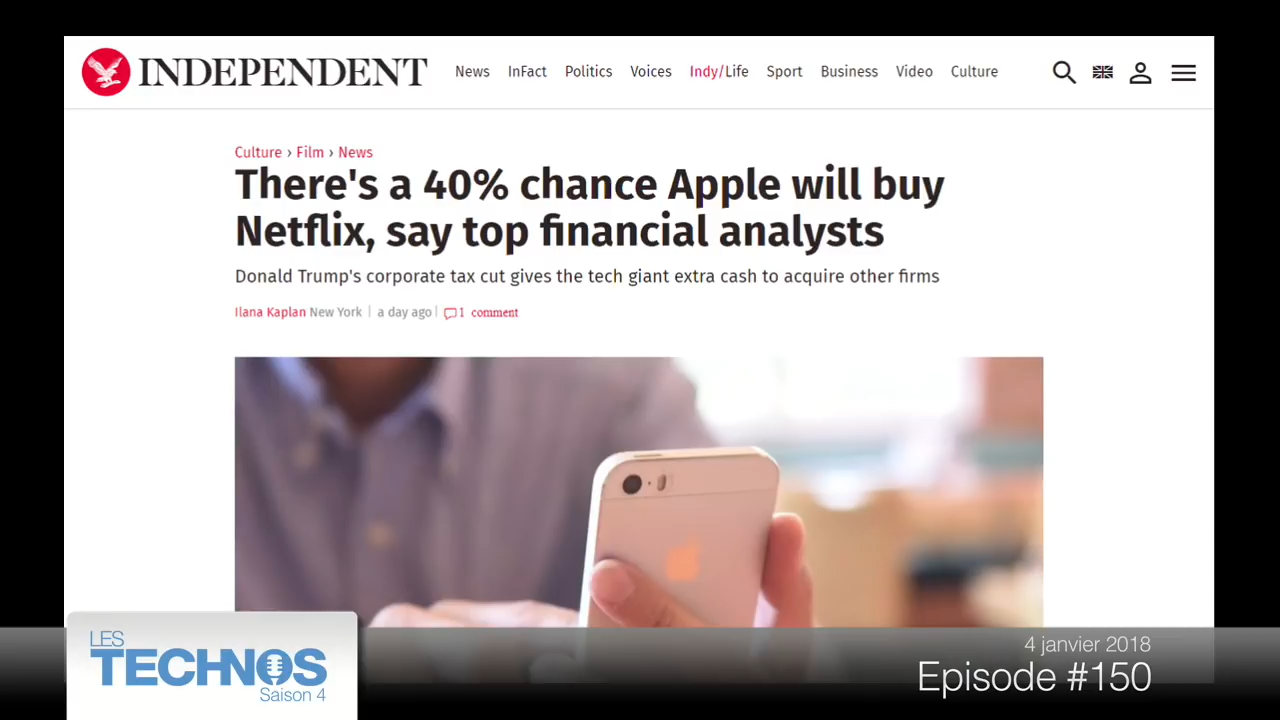 INDEPENDENT
News InFact Politics Voices Indy/Life Sport Business Video Culture
Culture › Film › News
There's a 40% chance Apple will buy
Netflix, say top financial analysts
Donald Trump's corporate tax cut gives the tech giant extra cash to acquire other firms
Ilana Kaplan New York | a day ago | 1 comment
LES
TECHNOS
Saison 4
4 janvier 2018
Episode #150